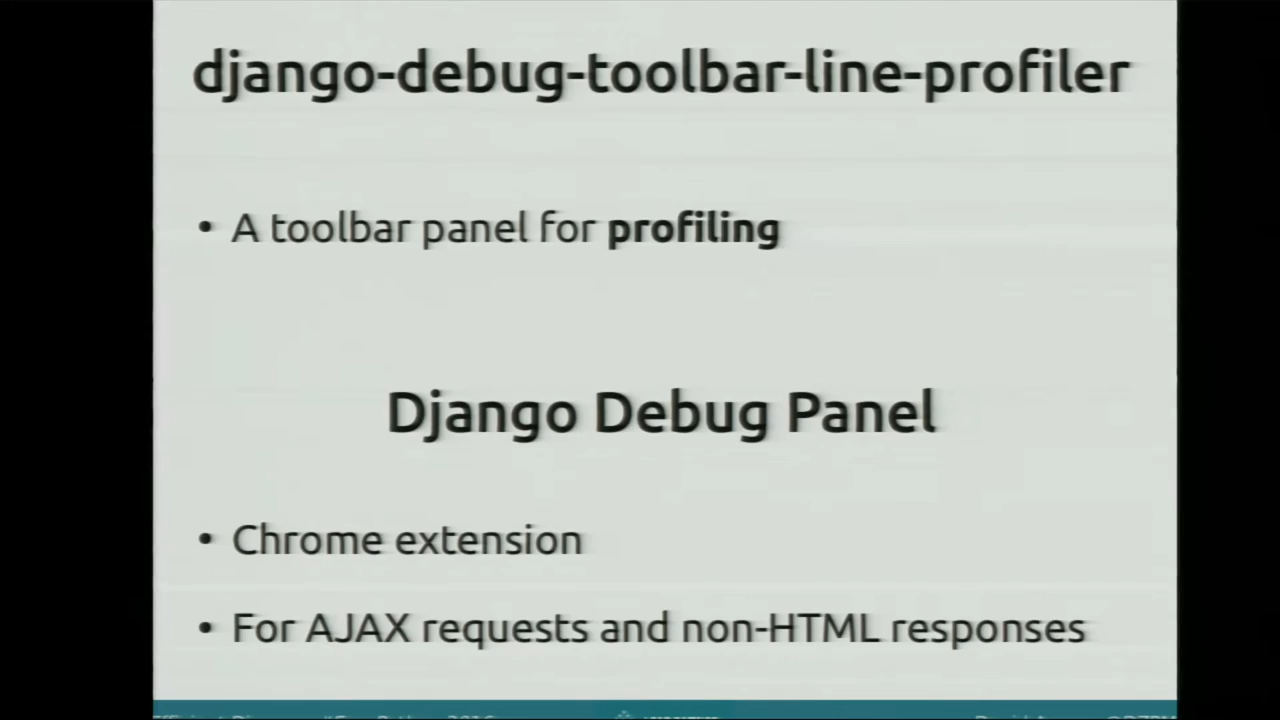 django-debug-toolbar-line-profiler
• A toolbar panel for profiling
Django Debug Panel
• Chrome extension
• For AJAX requests and non-HTML responses